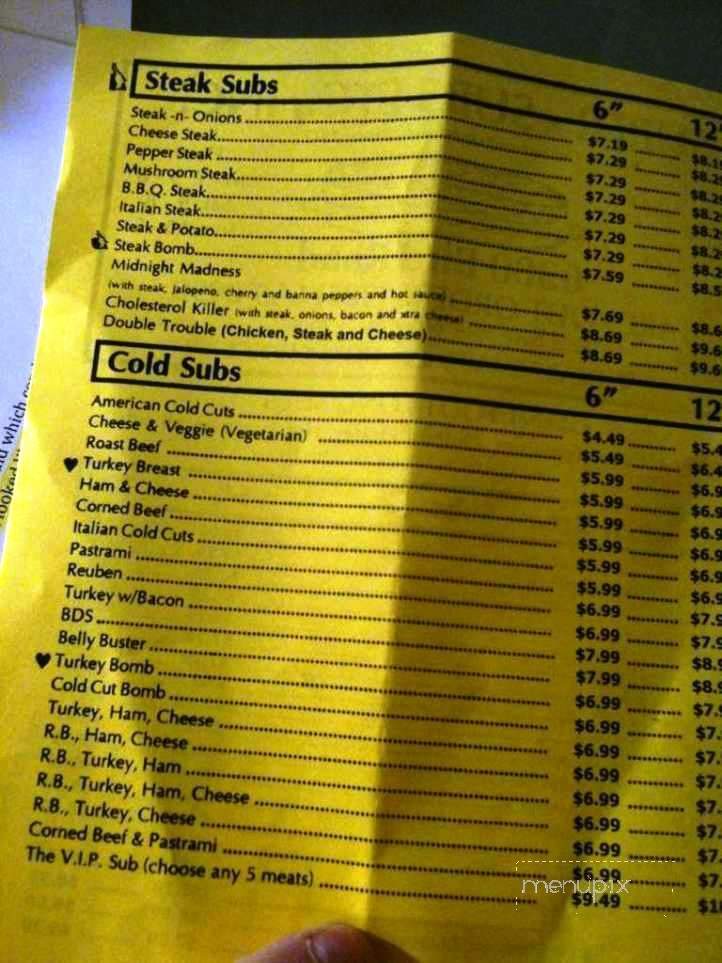 Steak Subs 6" 12
Steak -n- Onions $7.19
Cheese Steak $7.29
Pepper Steak $7.29
Mushroom Steak $7.29
B.B.Q. Steak $7.29
Italian Steak $7.29
Steak & Potato $7.29
Steak Bomb $7.59
Midnight Madness
(with steak, jalopeno, cherry and banna peppers and hot sauce) $7.69
Cholesterol Killer (with steak, onions, bacon and xtra cheese) $8.69
Double Trouble (Chicken, Steak and Cheese) $8.69
Cold Subs 6" 12
American Cold Cuts $4.49
Cheese & Veggie (Vegetarian) $5.49
Roast Beef $5.99
Turkey Breast $5.99
Ham & Cheese $5.99
Corned Beef $5.99
Italian Cold Cuts $5.99
Pastrami $5.99
Reuben $6.99
Turkey w/Bacon $6.99
BDS $7.99
Belly Buster $7.99
Turkey Bomb $6.99
Cold Cut Bomb $6.99
Turkey, Ham, Cheese $6.99
R.B., Ham, Cheese $6.99
R.B., Turkey, Ham $6.99
R.B., Turkey, Ham, Cheese $6.99
R.B., Turkey, Cheese $6.99
Corned Beef & Pastrami $6.99
The V.I.P. Sub (choose any 5 meats) $9.49
menupix